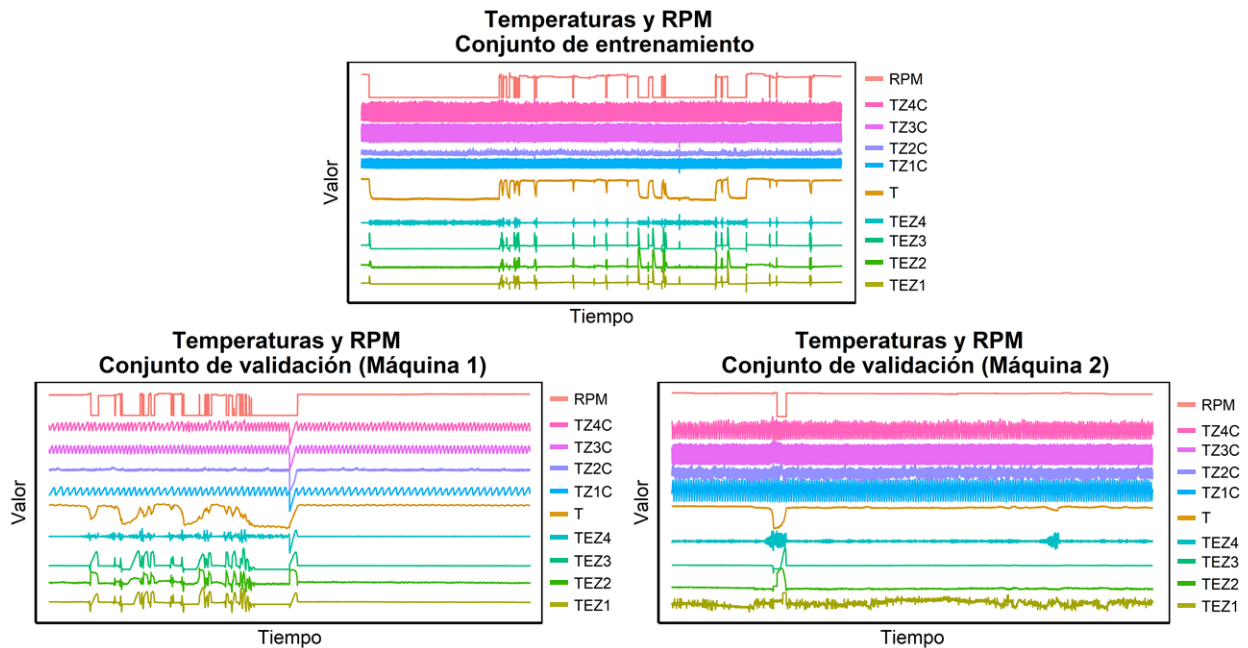 Temperaturas y RPM
Conjunto de entrenamiento
Valor
RPM
TZ4C
TZ3C
TZ2C
TZ1C
T
TEZ4
TEZ3
TEZ2
TEZ1
Tiempo
Temperaturas y RPM
Conjunto de validación (Máquina 1)
Valor
RPM
TZ4C
TZ3C
TZ2C
TZ1C
T
TEZ4
TEZ3
TEZ2
TEZ1
Tiempo
Temperaturas y RPM
Conjunto de validación (Máquina 2)
Valor
RPM
TZ4C
TZ3C
TZ2C
TZ1C
T
TEZ4
TEZ3
TEZ2
TEZ1
Tiempo